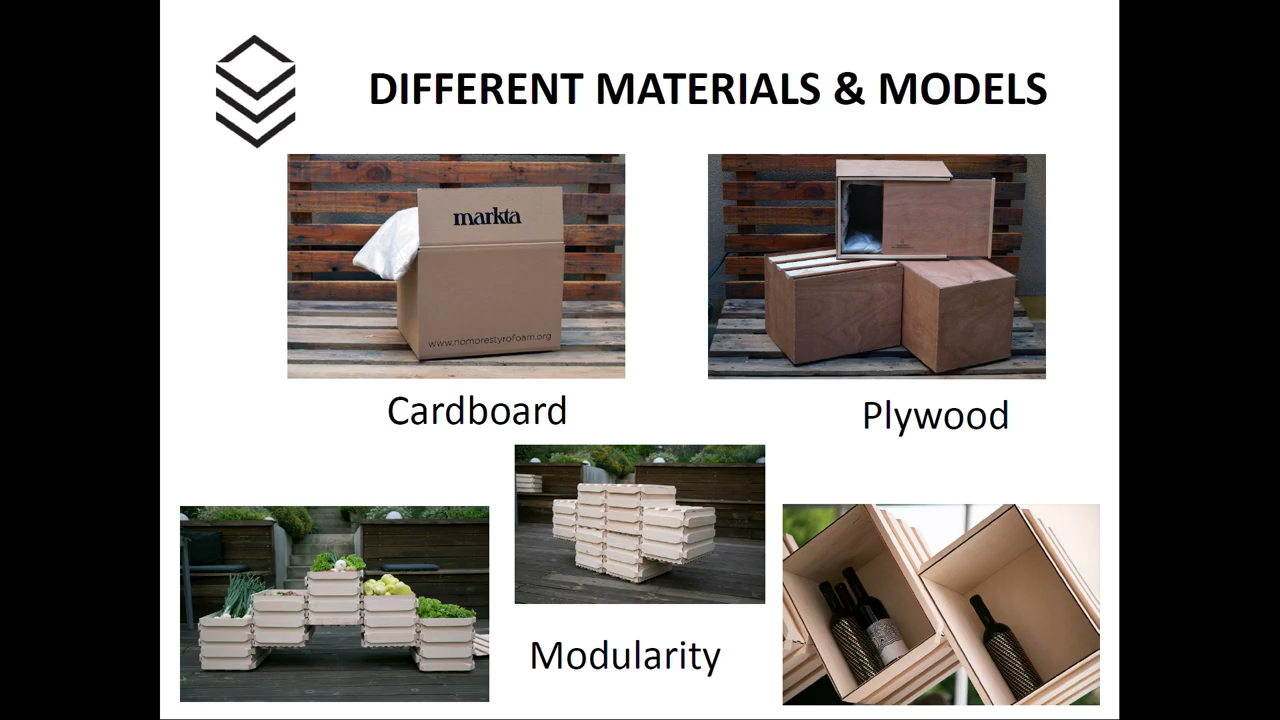 DIFFERENT MATERIALS & MODELS
markta
www.nomorestyrofoam.org
Cardboard
Plywood
Modularity